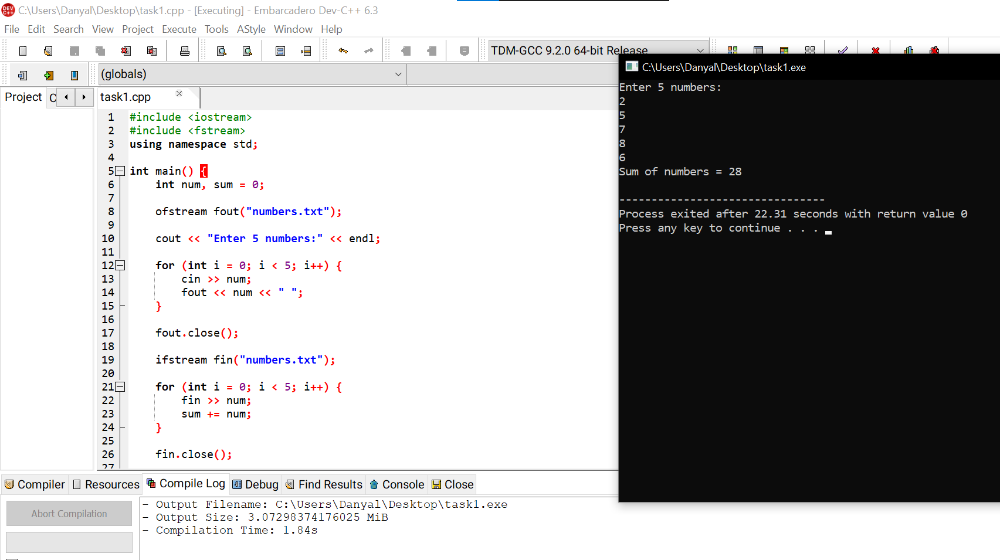 C:\Users\Danyal\Desktop\task1.cpp - [Executing] - Embarcadero Dev-C++ 6.3
File Edit Search View Project Execute Tools AStyle Window Help
TDM-GCC 9.2.0 64-bit Release
(globals)
Project
task1.cpp
1 #include <iostream>
2 #include <fstream>
3 using namespace std;
4
5 int main() {
6     int num, sum = 0;
7
8     ofstream fout("numbers.txt");
9
10     cout << "Enter 5 numbers:" << endl;
11
12     for (int i = 0; i < 5; i++) {
13         cin >> num;
14         fout << num << " ";
15     }
16
17     fout.close();
18
19     ifstream fin("numbers.txt");
20
21     for (int i = 0; i < 5; i++) {
22         fin >> num;
23         sum += num;
24     }
25
26     fin.close();
27
C:\Users\Danyal\Desktop\task1.exe
Enter 5 numbers:
2
5
7
8
6
Sum of numbers = 28
--------------------------------
Process exited after 22.31 seconds with return value 0
Press any key to continue . . .
Compiler Resources Compile Log Debug Find Results Console Close
Abort Compilation
- Output Filename: C:\Users\Danyal\Desktop\task1.exe
- Output Size: 3.07298374176025 MiB
- Compilation Time: 1.84s